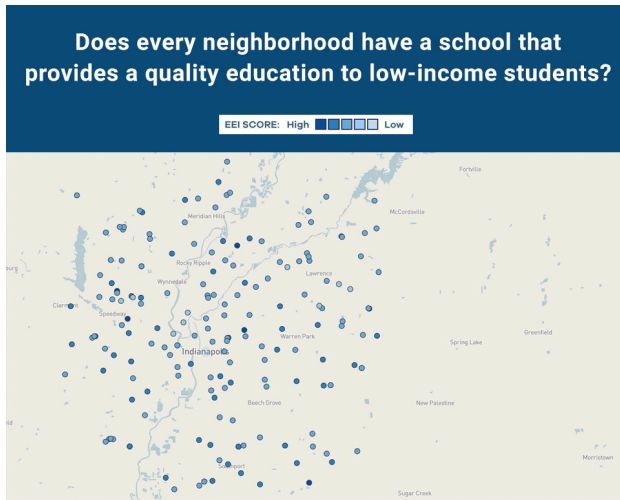 Does every neighborhood have a school that
provides a quality education to low-income students?
EEI SCORE: High Low
Fortville
McCordsville
Meridian Hills
Rocky Ripple
Lawrence
Wynnedale
Speedway
Greenfield
Warren Park
Spring Lake
Indianapolis
Beech Grove
New Palestine
Morristown
Sugar Creek